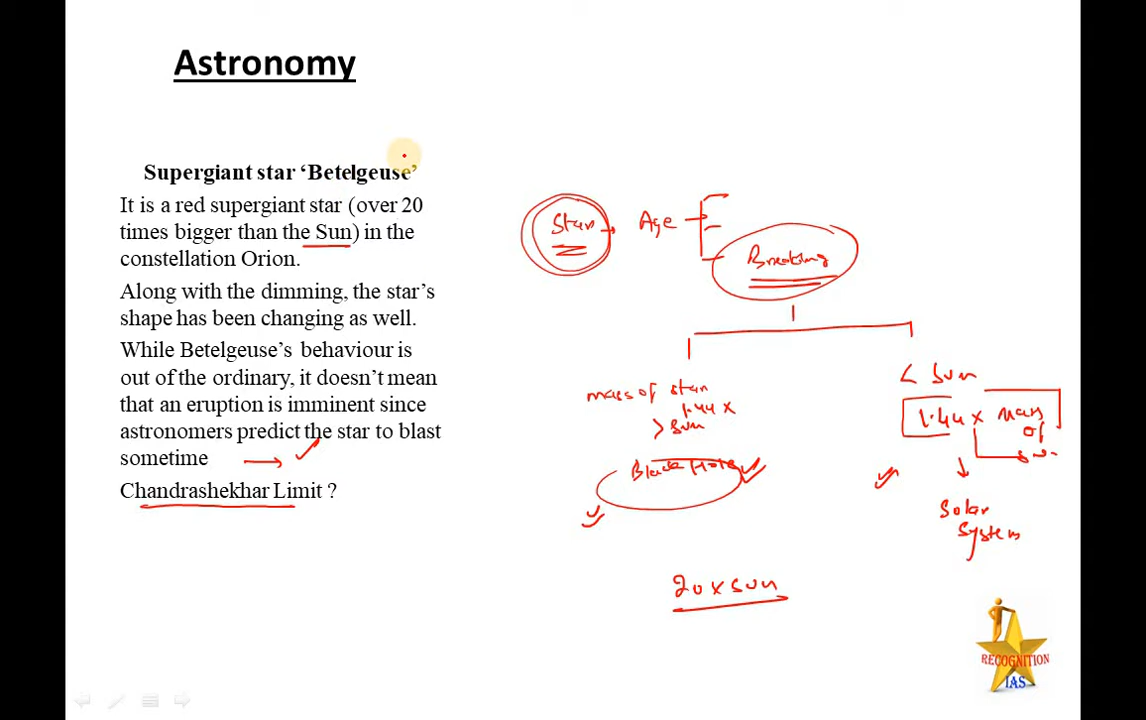 Astronomy
Supergiant star ‘Betelgeuse’
It is a red supergiant star (over 20
times bigger than the Sun) in the
constellation Orion.
Along with the dimming, the star’s
shape has been changing as well.
While Betelgeuse’s behaviour is
out of the ordinary, it doesn’t mean
that an eruption is imminent since
astronomers predict the star to blast
sometime
Chandrashekhar Limit ?
Star
Age
Breaking
mass of star
1.44 x
> Sun
Black Hole
< Sun
1.44 x mass
of
Sun
Solar
System
20 x sun
RECOGNITION
IAS